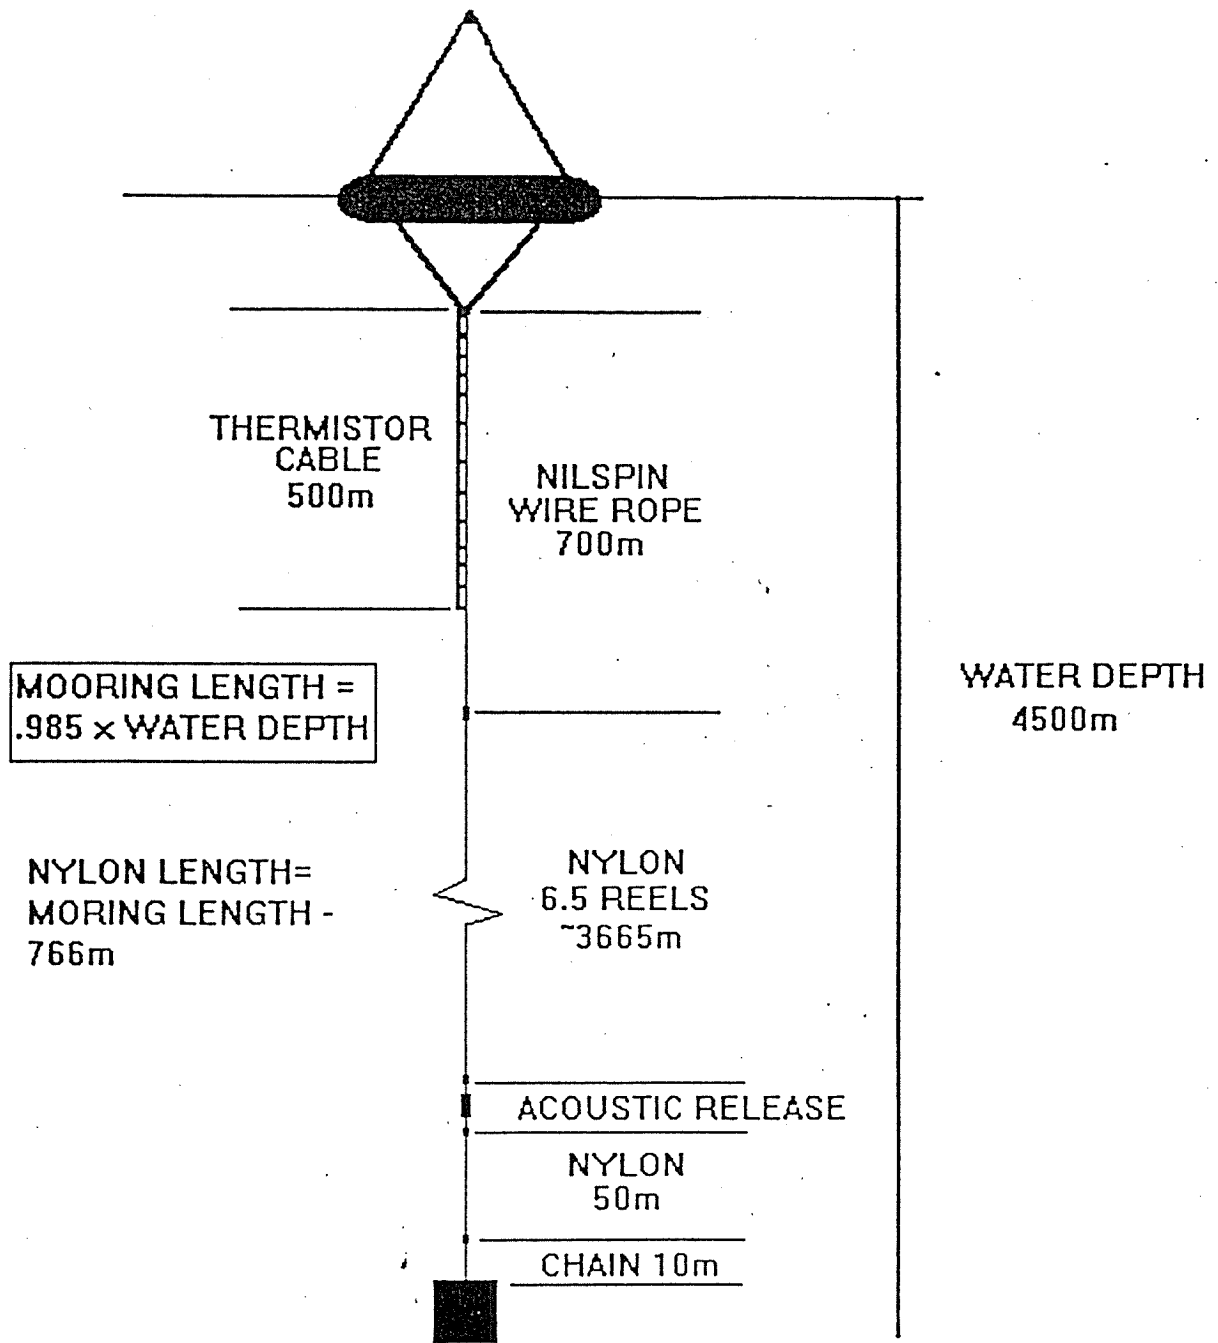 THERMISTOR
CABLE
500m
NILSPIN
WIRE ROPE
700m
MOORING LENGTH =
.985 x WATER DEPTH
WATER DEPTH
4500m
NYLON LENGTH=
MORING LENGTH -
766m
NYLON
6.5 REELS
~3665m
ACOUSTIC RELEASE
NYLON
50m
CHAIN 10m